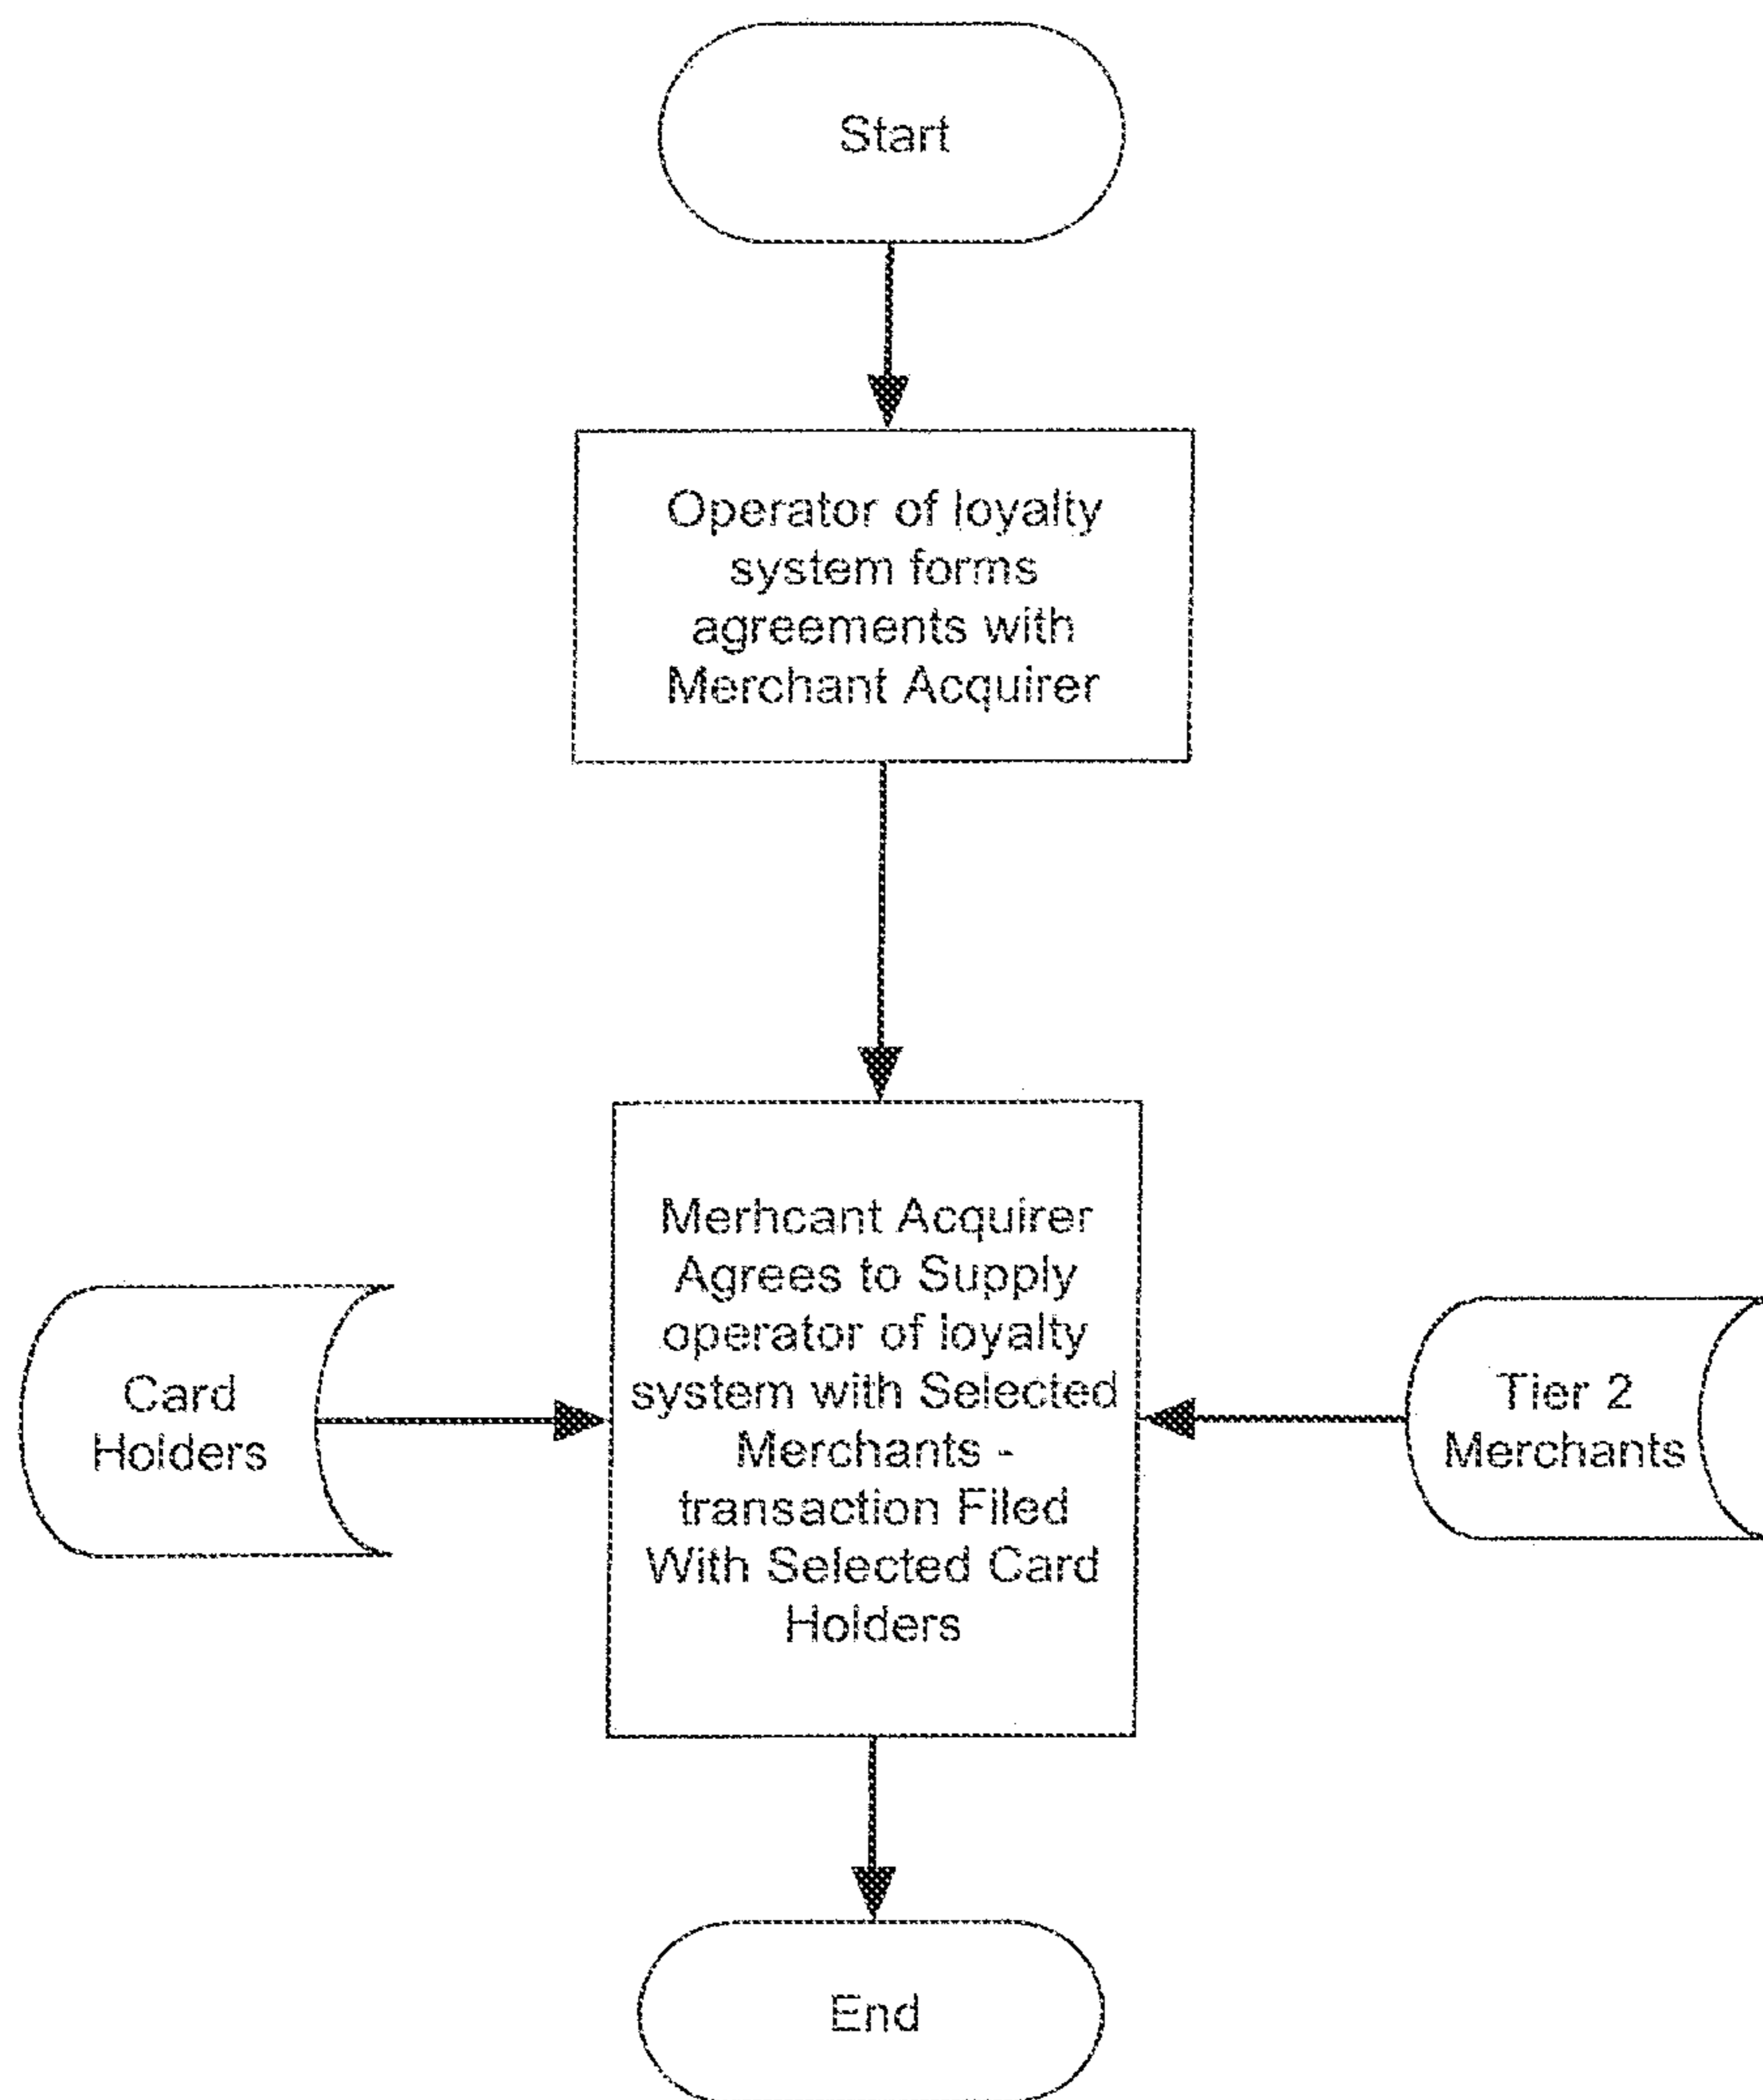 Start
Operator of loyalty
system forms
agreements with
Merchant Acquirer
Merhcant Acquirer
Agrees to Supply
operator of loyalty
system with Selected
Merchants -
transaction Filed
With Selected Card
Holders
Card
Holders
Tier 2
Merchants
End